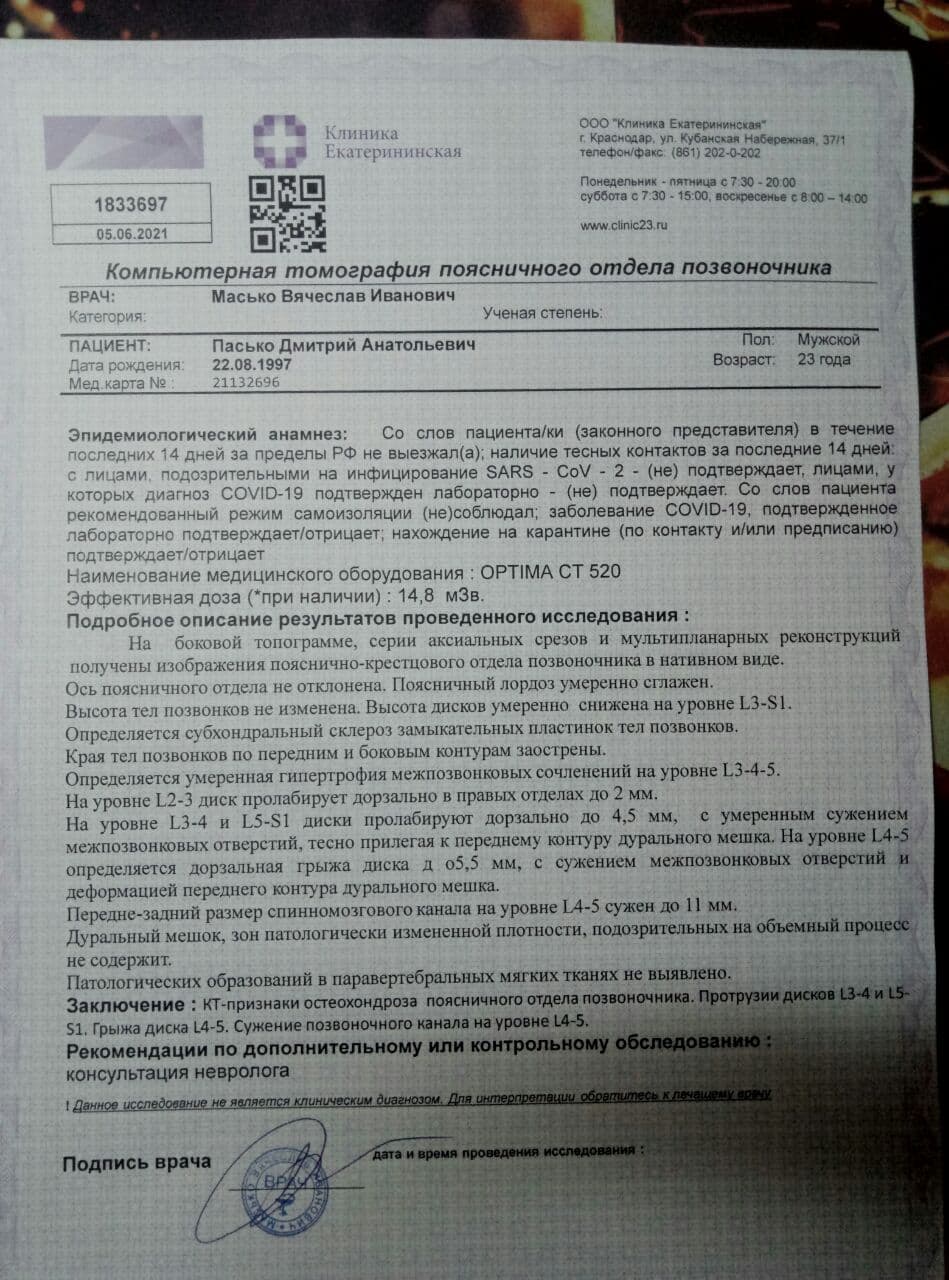 Клиника
Екатерининская
ООО "Клиника Екатерининская"
г. Краснодар, ул. Кубанская Набережная, 37/1
телефон/факс: (861) 202-0-202
Понедельник - пятница с 7:30 - 20:00
суббота с 7:30 - 15:00, воскресенье с 8:00 – 14:00
www.clinic23.ru
1833697
05.06.2021
Компьютерная томография поясничного отдела позвоночника
ВРАЧ: Масько Вячеслав Иванович
Категория: Ученая степень:
ПАЦИЕНТ: Пасько Дмитрий Анатольевич Пол: Мужской
Дата рождения: 22.08.1997 Возраст: 23 года
Мед.карта № : 21132696
Эпидемиологический анамнез: Со слов пациента/ки (законного представителя) в течение
последних 14 дней за пределы РФ не выезжал(а); наличие тесных контактов за последние 14 дней:
с лицами, подозрительными на инфицирование SARS - CoV - 2 - (не) подтверждает, лицами, у
которых диагноз COVID-19 подтвержден лабораторно - (не) подтверждает. Со слов пациента
рекомендованный режим самоизоляции (не)соблюдал; заболевание COVID-19, подтвержденное
лабораторно подтверждает/отрицает; нахождение на карантине (по контакту и/или предписанию)
подтверждает/отрицает
Наименование медицинского оборудования : OPTIMA CT 520
Эффективная доза (*при наличии) : 14,8 мЗв.
Подробное описание результатов проведенного исследования :
На боковой топограмме, серии аксиальных срезов и мультипланарных реконструкций
получены изображения пояснично-крестцового отдела позвоночника в нативном виде.
Ось поясничного отдела не отклонена. Поясничный лордоз умеренно сглажен.
Высота тел позвонков не изменена. Высота дисков умеренно снижена на уровне L3-S1.
Определяется субхондральный склероз замыкательных пластинок тел позвонков.
Края тел позвонков по передним и боковым контурам заострены.
Определяется умеренная гипертрофия межпозвонковых сочленений на уровне L3-4-5.
На уровне L2-3 диск пролабирует дорзально в правых отделах до 2 мм.
На уровне L3-4 и L5-S1 диски пролабируют дорзально до 4,5 мм, с умеренным сужением
межпозвонковых отверстий, тесно прилегая к переднему контуру дурального мешка. На уровне L4-5
определяется дорзальная грыжа диска д о5,5 мм, с сужением межпозвонковых отверстий и
деформацией переднего контура дурального мешка.
Передне-задний размер спинномозгового канала на уровне L4-5 сужен до 11 мм.
Дуральный мешок, зон патологически измененной плотности, подозрительных на объемный процесс
не содержит.
Патологических образований в паравертебральных мягких тканях не выявлено.
Заключение : КТ-признаки остеохондроза поясничного отдела позвоночника. Протрузии дисков L3-4 и L5-
S1. Грыжа диска L4-5. Сужение позвоночного канала на уровне L4-5.
Рекомендации по дополнительному или контрольному обследованию :
консультация невролога
! Данное исследование не является клиническим диагнозом. Для интерпретации обратитесь к лечащему врачу
Подпись врача
дата и время проведения исследования :
ВРАЧ
МАСЬКО ВЯЧЕСЛАВ ИВАНОВИЧ